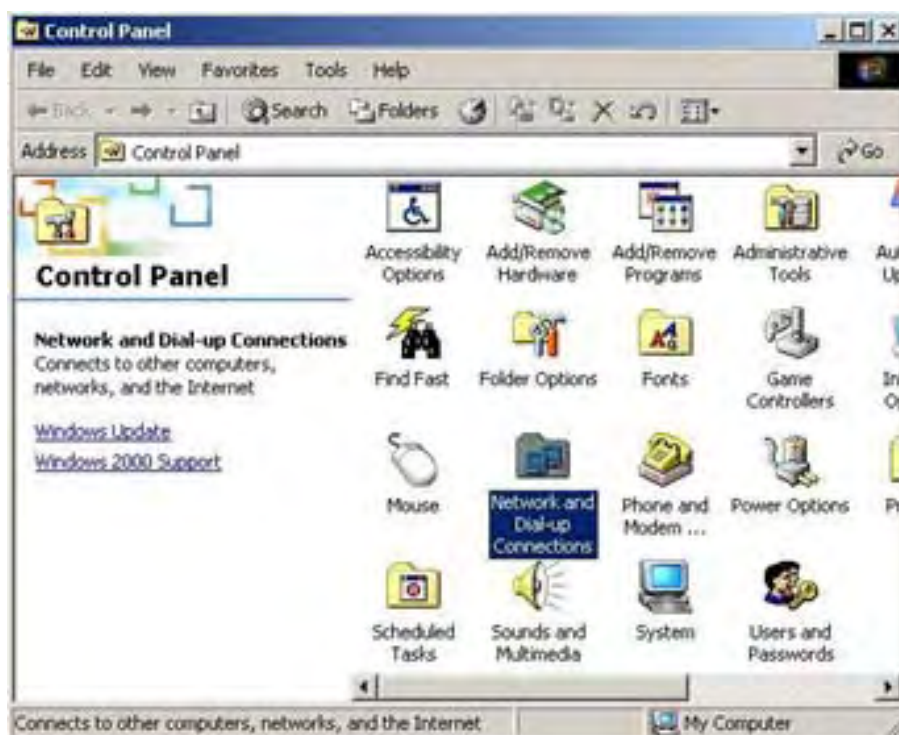 Control Panel
File Edit View Favorites Tools Help
Back Search Folders
Address Control Panel Go
Control Panel
Network and Dial-up Connections
Connects to other computers,
networks, and the Internet
Windows Update
Windows 2000 Support
Accessibility
Options
Add/Remove
Hardware
Add/Remove
Programs
Administrative
Tools
Find Fast
Folder Options
Fonts
Game
Controllers
Mouse
Network and
Dial-up
Connections
Phone and
Modem ...
Power Options
Scheduled
Tasks
Sounds and
Multimedia
System
Users and
Passwords
Connects to other computers, networks, and the Internet My Computer